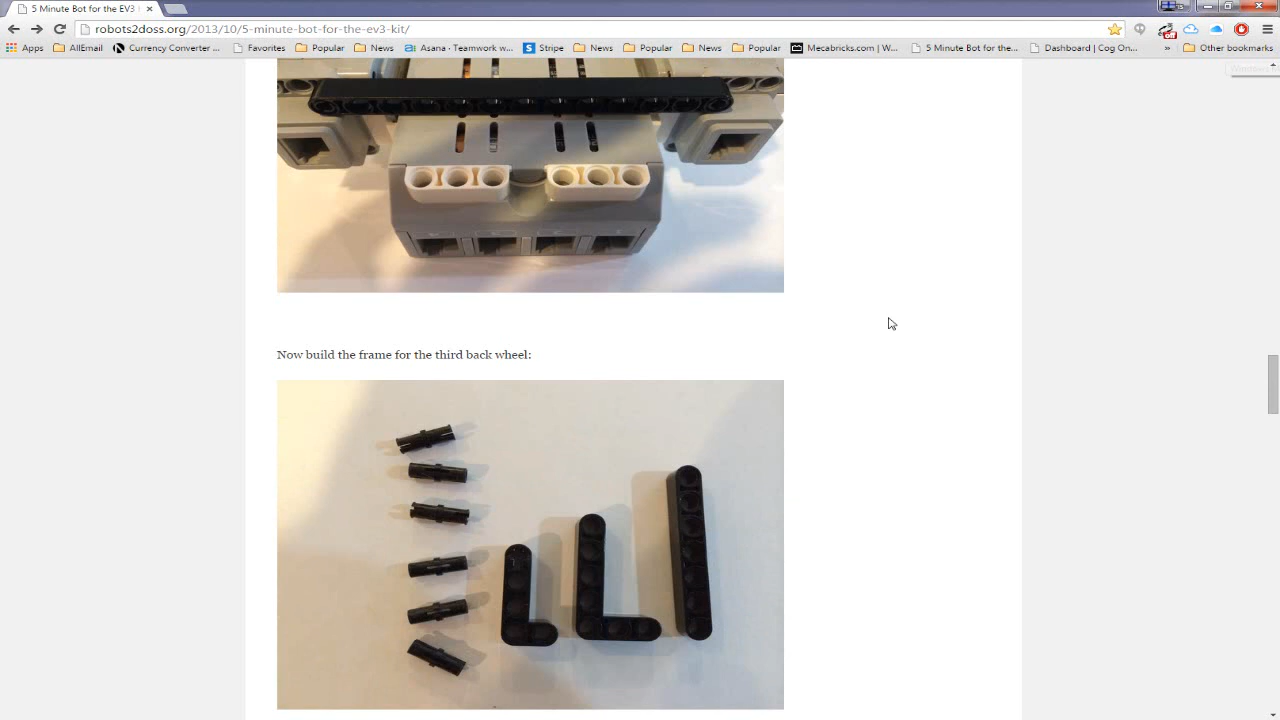 5 Minute Bot for the EV3
robots2doss.org/2013/10/5-minute-bot-for-the-ev3-kit/
Apps AllEmail Currency Converter ... Favorites Popular News Asana - Teamwork w... Stripe News Popular News Popular Mecabricks.com | W... 5 Minute Bot for the... Dashboard | Cog On... » Other bookmarks
Now build the frame for the third back wheel: